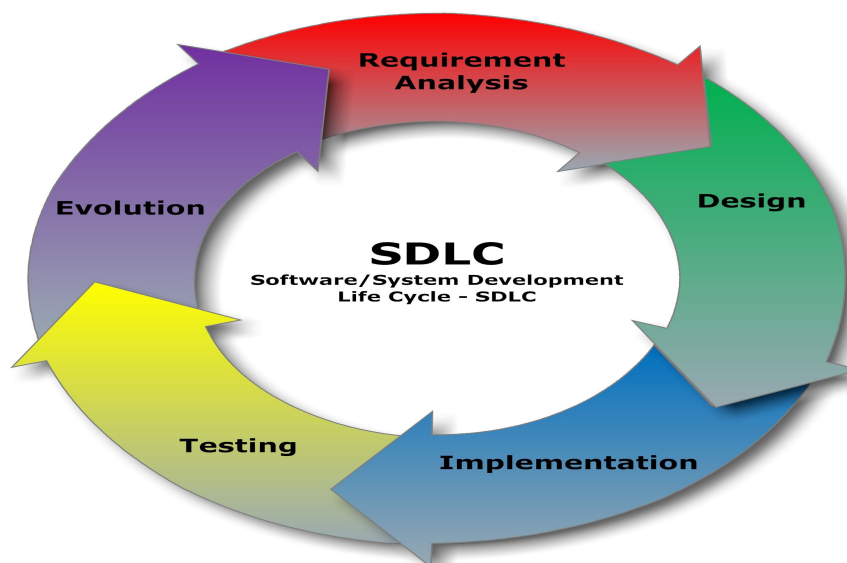 Requirement
Analysis
Design
Evolution
SDLC
Software/System Development
Life Cycle - SDLC
Testing
Implementation